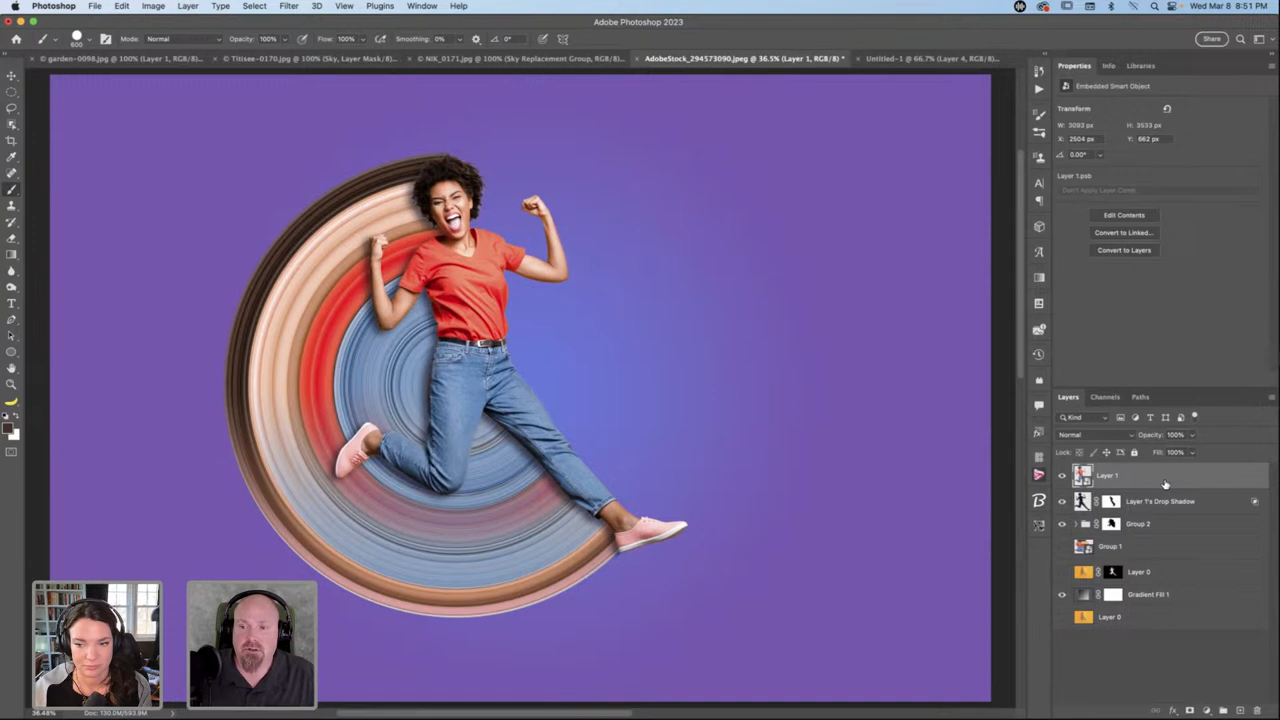 Photoshop File Edit Image Layer Type Select Filter 3D View Plugins Window Help Wed Mar 8 8:51 PM
Adobe Photoshop 2023
600 Mode: Normal Opacity: 100% Flow: 100% Smoothing: 0% 0° Share
garden-0098.jpg @ 100% (Layer 1, RGB/8)... Titisee-0170.jpg @ 100% (Sky, Layer Mask/8)... NIK_0171.jpg @ 100% (Sky Replacement Group, RGB/8)... AdobeStock_294573090.jpeg @ 36.5% (Layer 1, RGB/8) * Untitled-1 @ 66.7% (Layer 4, RGB/8)...
Properties Info Libraries
Embedded Smart Object
Transform
W: 3093 px H: 3533 px
X: 2504 px Y: 662 px
0.00°
Layer 1.psb
Don't Apply Layer Comp
Edit Contents
Convert to Linked...
Convert to Layers
Layers Channels Paths
Kind
Normal Opacity: 100%
Lock: Fill: 100%
Layer 1
Layer 1's Drop Shadow
Group 2
Group 1
Layer 0
Gradient Fill 1
Layer 0
36.48% Doc: 130.0M/593.9M